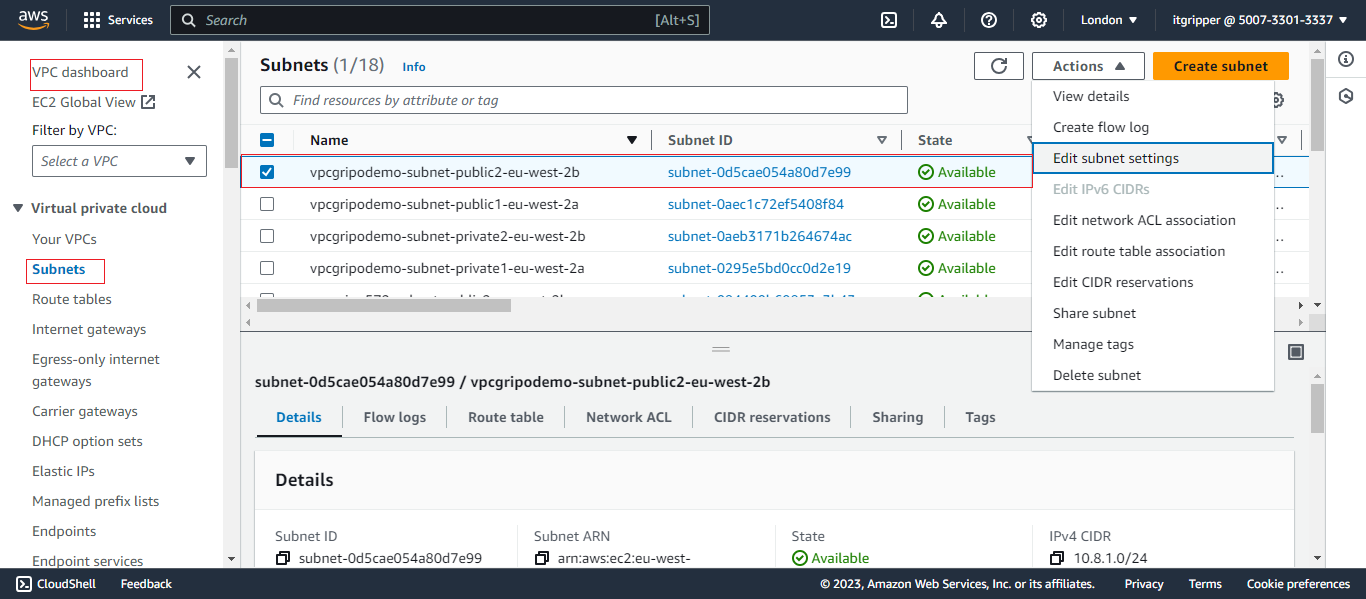 aws
Services
Search
[Alt+S]
London
itgripper @ 5007-3301-3337
VPC dashboard
EC2 Global View
Filter by VPC:
Select a VPC
Virtual private cloud
Your VPCs
Subnets
Route tables
Internet gateways
Egress-only internet
gateways
Carrier gateways
DHCP option sets
Elastic IPs
Managed prefix lists
Endpoints
Endpoint services
Subnets (1/18) Info
Actions
Create subnet
Find resources by attribute or tag
View details
Create flow log
Edit subnet settings
Edit IPv6 CIDRs
Edit network ACL association
Edit route table association
Edit CIDR reservations
Share subnet
Manage tags
Delete subnet
Name Subnet ID State
vpcgripodemo-subnet-public2-eu-west-2b subnet-0d5cae054a80d7e99 Available
vpcgripodemo-subnet-public1-eu-west-2a subnet-0aec1c72ef5408f84 Available
vpcgripodemo-subnet-private2-eu-west-2b subnet-0aeb3171b264674ac Available
vpcgripodemo-subnet-private1-eu-west-2a subnet-0295e5bd0cc0d2e19 Available
subnet-0d5cae054a80d7e99 / vpcgripodemo-subnet-public2-eu-west-2b
Details Flow logs Route table Network ACL CIDR reservations Sharing Tags
Details
Subnet ID
subnet-0d5cae054a80d7e99
Subnet ARN
arn:aws:ec2:eu-west-
State
Available
IPv4 CIDR
10.8.1.0/24
CloudShell Feedback
© 2023, Amazon Web Services, Inc. or its affiliates. Privacy Terms Cookie preferences